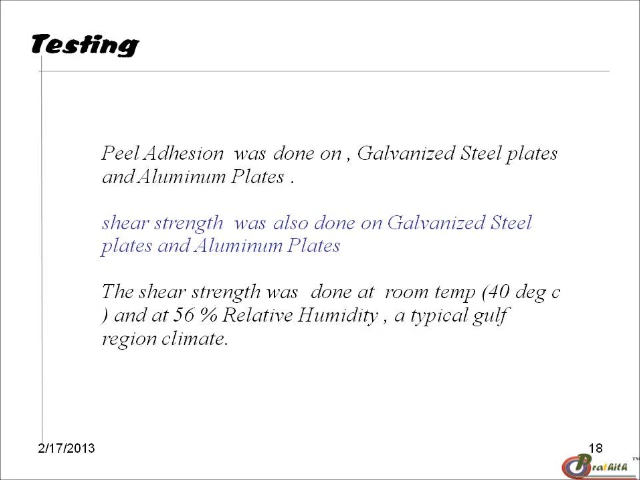 Testing
Peel Adhesion  was done on , Galvanized Steel plates
and Aluminum Plates .
shear strength  was also done on Galvanized Steel
plates and Aluminum Plates
The shear strength was  done at  room temp (40 deg c
) and at 56 % Relative Humidity , a typical gulf
region climate.
2/17/2013
18
Brathith
TM